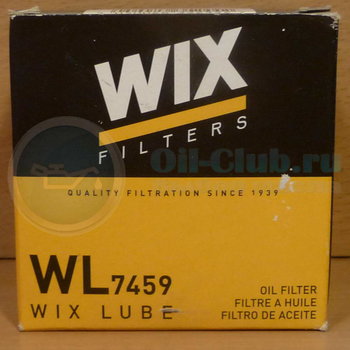 WIX
FILTERS
Oil-Club.ru
QUALITY FILTRATION SINCE 1939
WL7459
WIX LUBE
OIL FILTER
FILTRE A HUILE
FILTRO DE ACEITE